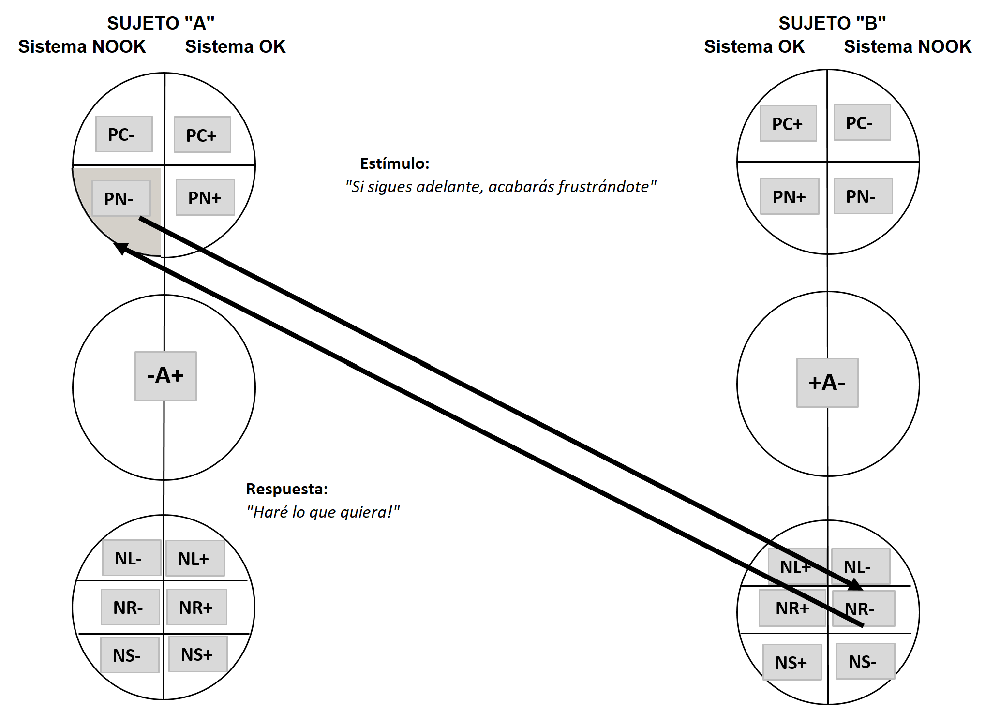 SUJETO "A"
Sistema NOOK Sistema OK
SUJETO "B"
Sistema OK Sistema NOOK
PC- PC+
PN- PN+
Estímulo:
"Si sigues adelante, acabarás frustrándote"
PC+ PC-
PN+ PN-
-A+
+A-
Respuesta:
"Haré lo que quiera!"
NL- NL+
NR- NR+
NS- NS+
NL+ NL-
NR+ NR-
NS+ NS-